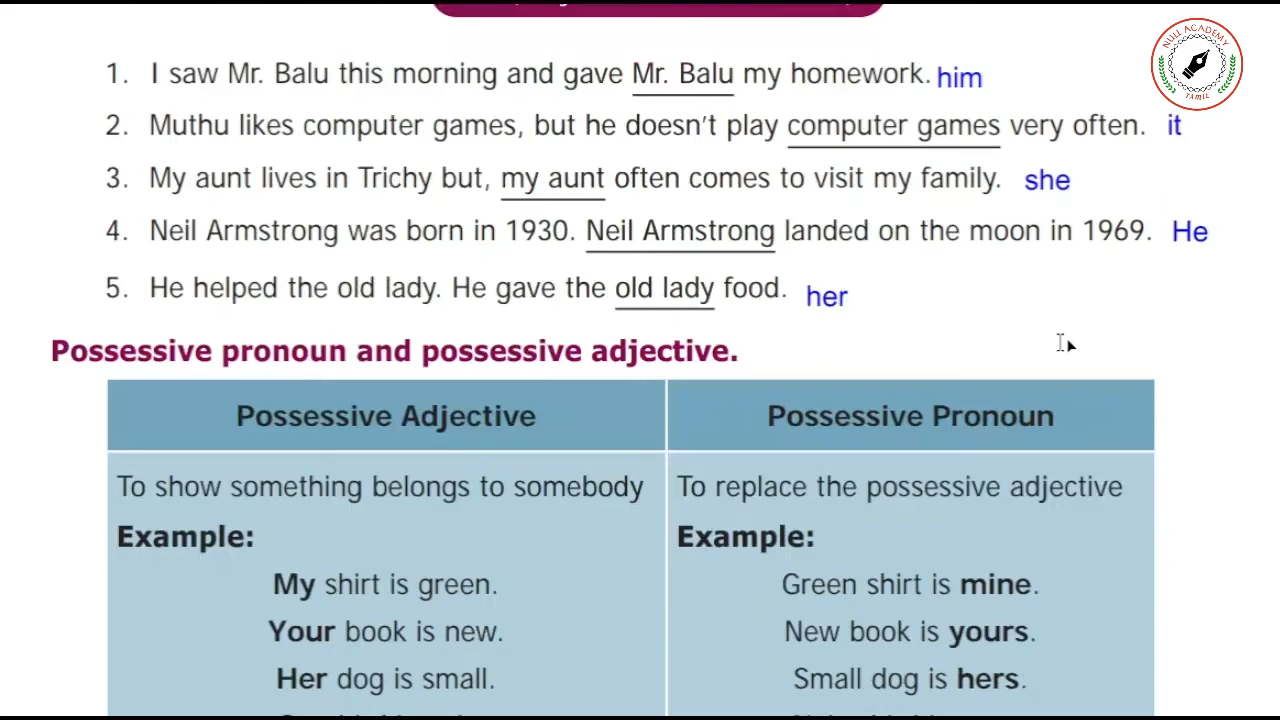 NULL ACADEMY
TAMIL
1. I saw Mr. Balu this morning and gave Mr. Balu my homework. him
2. Muthu likes computer games, but he doesn't play computer games very often. it
3. My aunt lives in Trichy but, my aunt often comes to visit my family. she
4. Neil Armstrong was born in 1930. Neil Armstrong landed on the moon in 1969. He
5. He helped the old lady. He gave the old lady food. her
Possessive pronoun and possessive adjective.
Possessive Adjective Possessive Pronoun
To show something belongs to somebody To replace the possessive adjective
Example: Example:
My shirt is green. Green shirt is mine.
Your book is new. New book is yours.
Her dog is small. Small dog is hers.